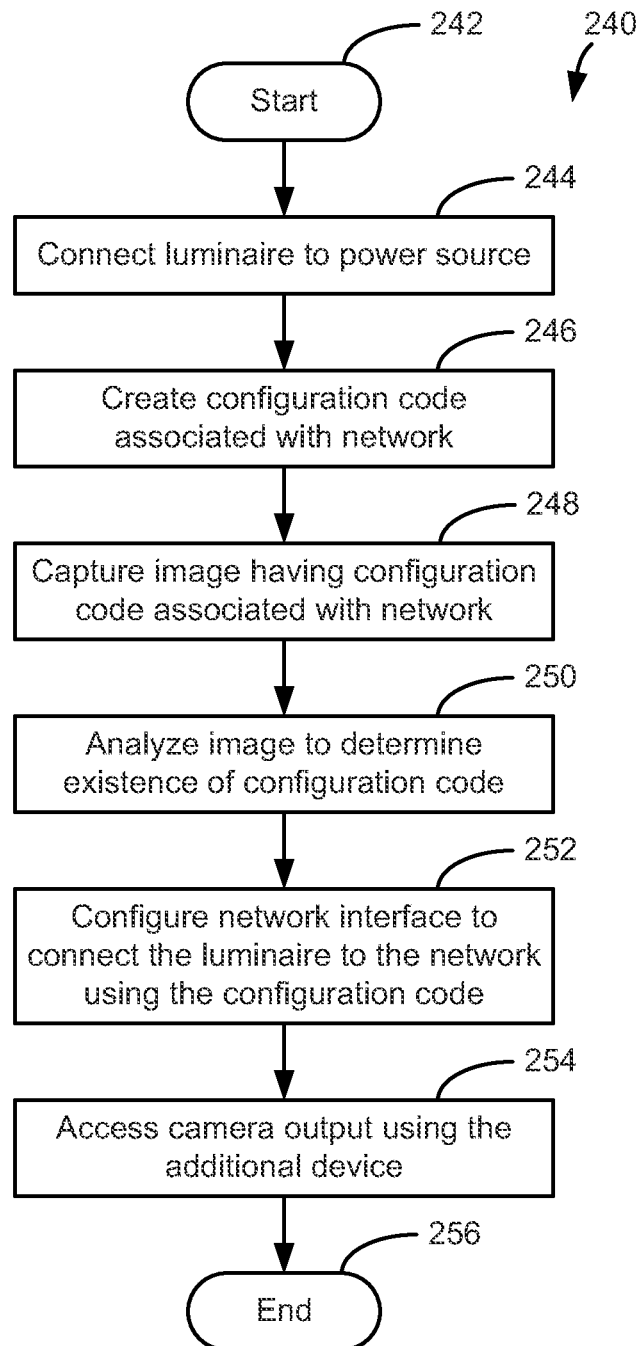 242
240
Start
244
Connect luminaire to power source
246
Create configuration code
associated with network
248
Capture image having configuration
code associated with network
250
Analyze image to determine
existence of configuration code
252
Configure network interface to
connect the luminaire to the network
using the configuration code
254
Access camera output using the
additional device
256
End